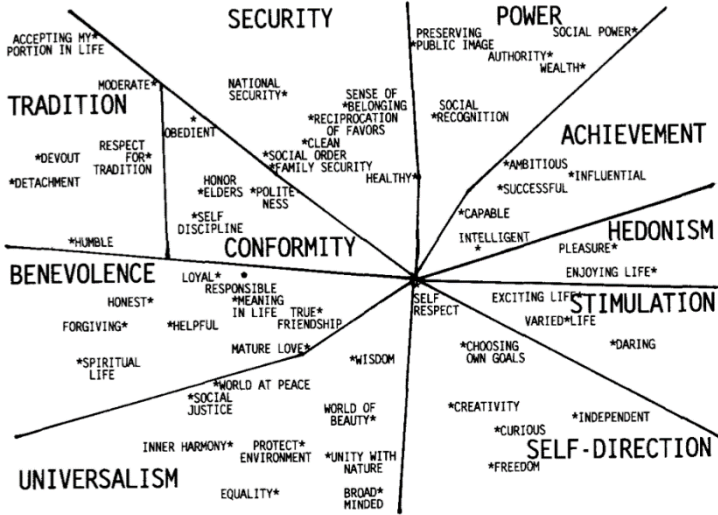 SECURITY
POWER
ACCEPTING MY*
PORTION IN LIFE
PRESERVING
*PUBLIC IMAGE
SOCIAL POWER*
AUTHORITY*
WEALTH*
MODERATE*
NATIONAL
SECURITY*
SENSE OF
*BELONGING
*RECIPROCATION
OF FAVORS
SOCIAL
*RECOGNITION
TRADITION
*
OBEDIENT
*CLEAN
*SOCIAL ORDER
*FAMILY SECURITY
HEALTHY*
ACHIEVEMENT
*DEVOUT
RESPECT
FOR*
TRADITION
*DETACHMENT
HONOR
*ELDERS
*POLITE-
NESS
*AMBITIOUS
*INFLUENTIAL
*SUCCESSFUL
*SELF
DISCIPLINE
*CAPABLE
INTELLIGENT
*
*HUMBLE
CONFORMITY
HEDONISM
PLEASURE*
ENJOYING LIFE*
BENEVOLENCE
LOYAL*
RESPONSIBLE
*MEANING
IN LIFE
SELF
RESPECT
EXCITING LIFE*
STIMULATION
HONEST*
TRUE*
FRIENDSHIP
VARIED*LIFE
FORGIVING*
*HELPFUL
MATURE LOVE*
*CHOOSING
OWN GOALS
*DARING
*SPIRITUAL
LIFE
*WISDOM
*WORLD AT PEACE
*SOCIAL
JUSTICE
WORLD OF
BEAUTY*
*CREATIVITY
*INDEPENDENT
*CURIOUS
SELF-DIRECTION
INNER HARMONY*
PROTECT*
ENVIRONMENT
*UNITY WITH
NATURE
*FREEDOM
UNIVERSALISM
EQUALITY*
BROAD*
MINDED